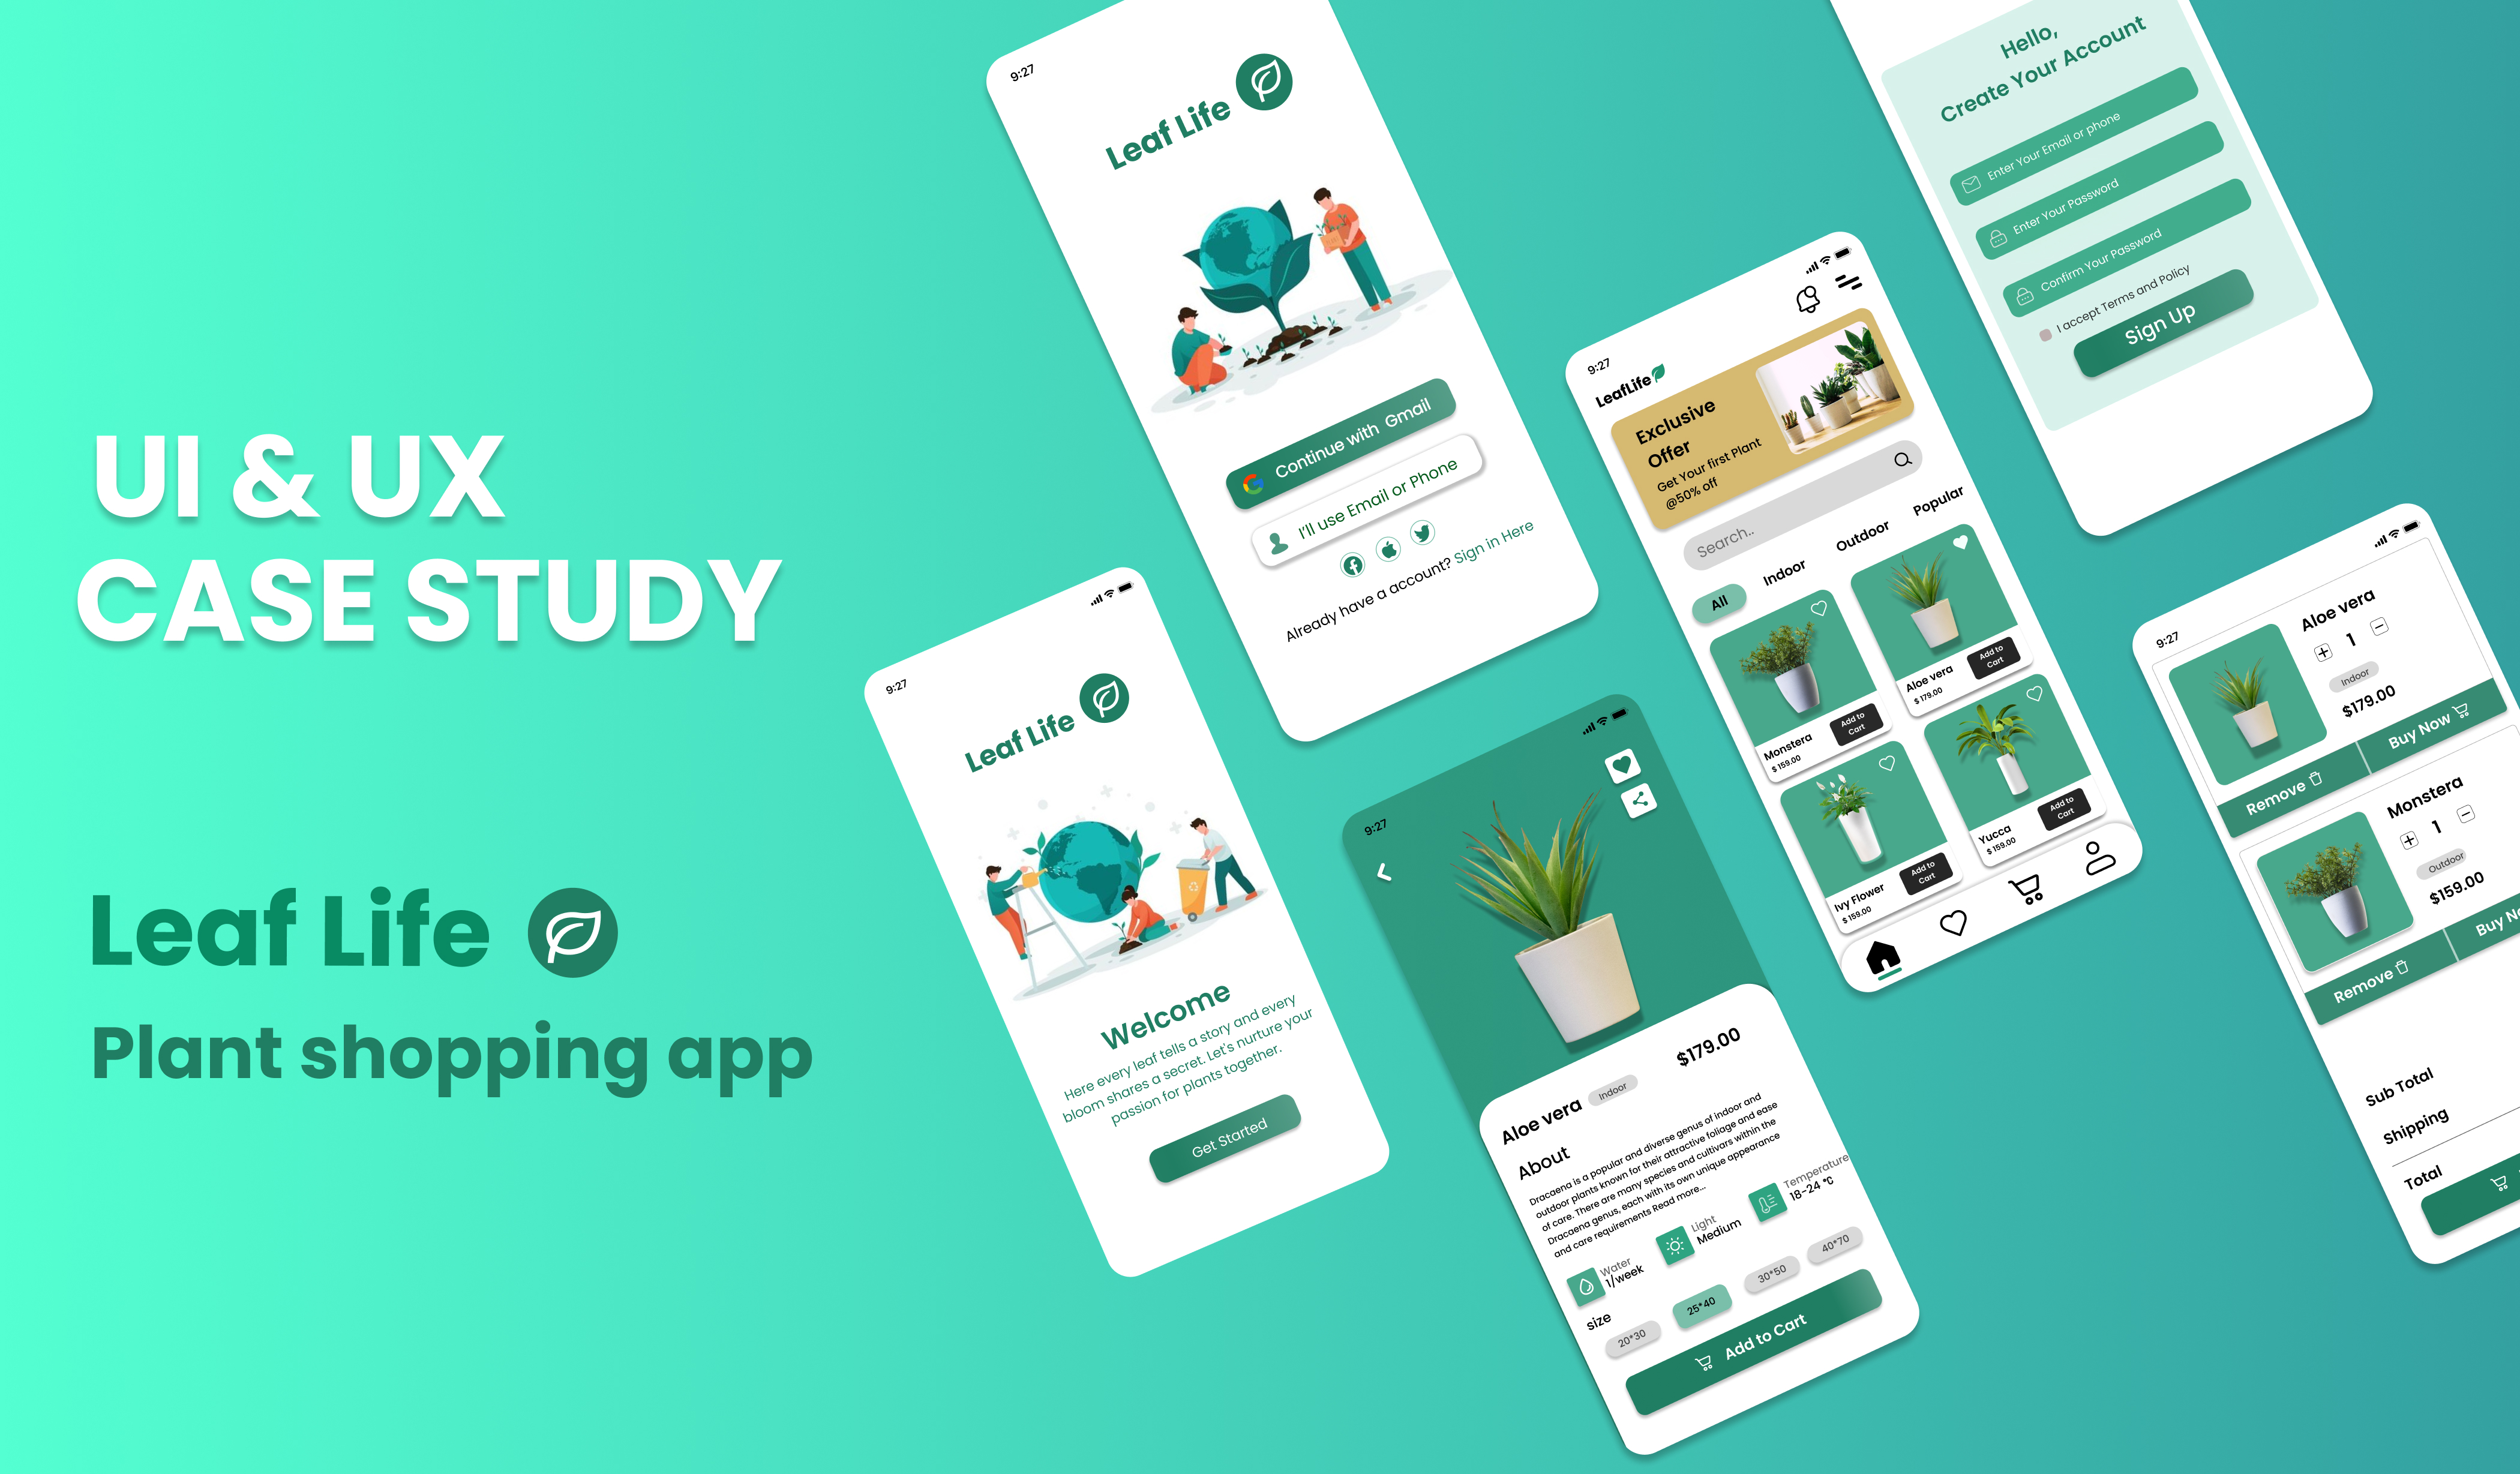 UI & UX
CASE STUDY
Leaf Life
Plant shopping app
9:27
Leaf Life
Welcome
Here every leaf tells a story and every
bloom shares a secret. Let's nurture your
passion for plants together.
Get Started
9:27
Leaf Life
Continue with Gmail
I'll use Email or Phone
Already have a account? Sign in Here
9:27
$179.00
Aloe vera
Indoor
About
Dracaena is a popular and diverse genus of indoor and
outdoor plants known for their attractive foliage and ease
of care. There are many species and cultivars within the
Dracaena genus, each with its own unique appearance
and care requirements Read more...
Water
1/week
Light
Medium
Temperature
18-24 °C
size
20*30
25*40
30*50
40*70
Add to Cart
9:27
LeafLife
Exclusive
Offer
Get Your first Plant
@50% off
Search..
All
Indoor
Outdoor
Popular
Monstera
$ 159.00
Add to
Cart
Aloe vera
$ 179.00
Add to
Cart
Ivy Flower
$ 159.00
Add to
Cart
Yucca
$ 159.00
Add to
Cart
Hello,
Create Your Account
Enter Your Email or phone
Enter Your Password
Confirm Your Password
I accept Terms and Policy
Sign Up
9:27
Aloe vera
1
Indoor
$179.00
Remove
Buy Now
Monstera
1
Outdoor
$159.00
Remove
Buy
Sub Total
Shipping
Total